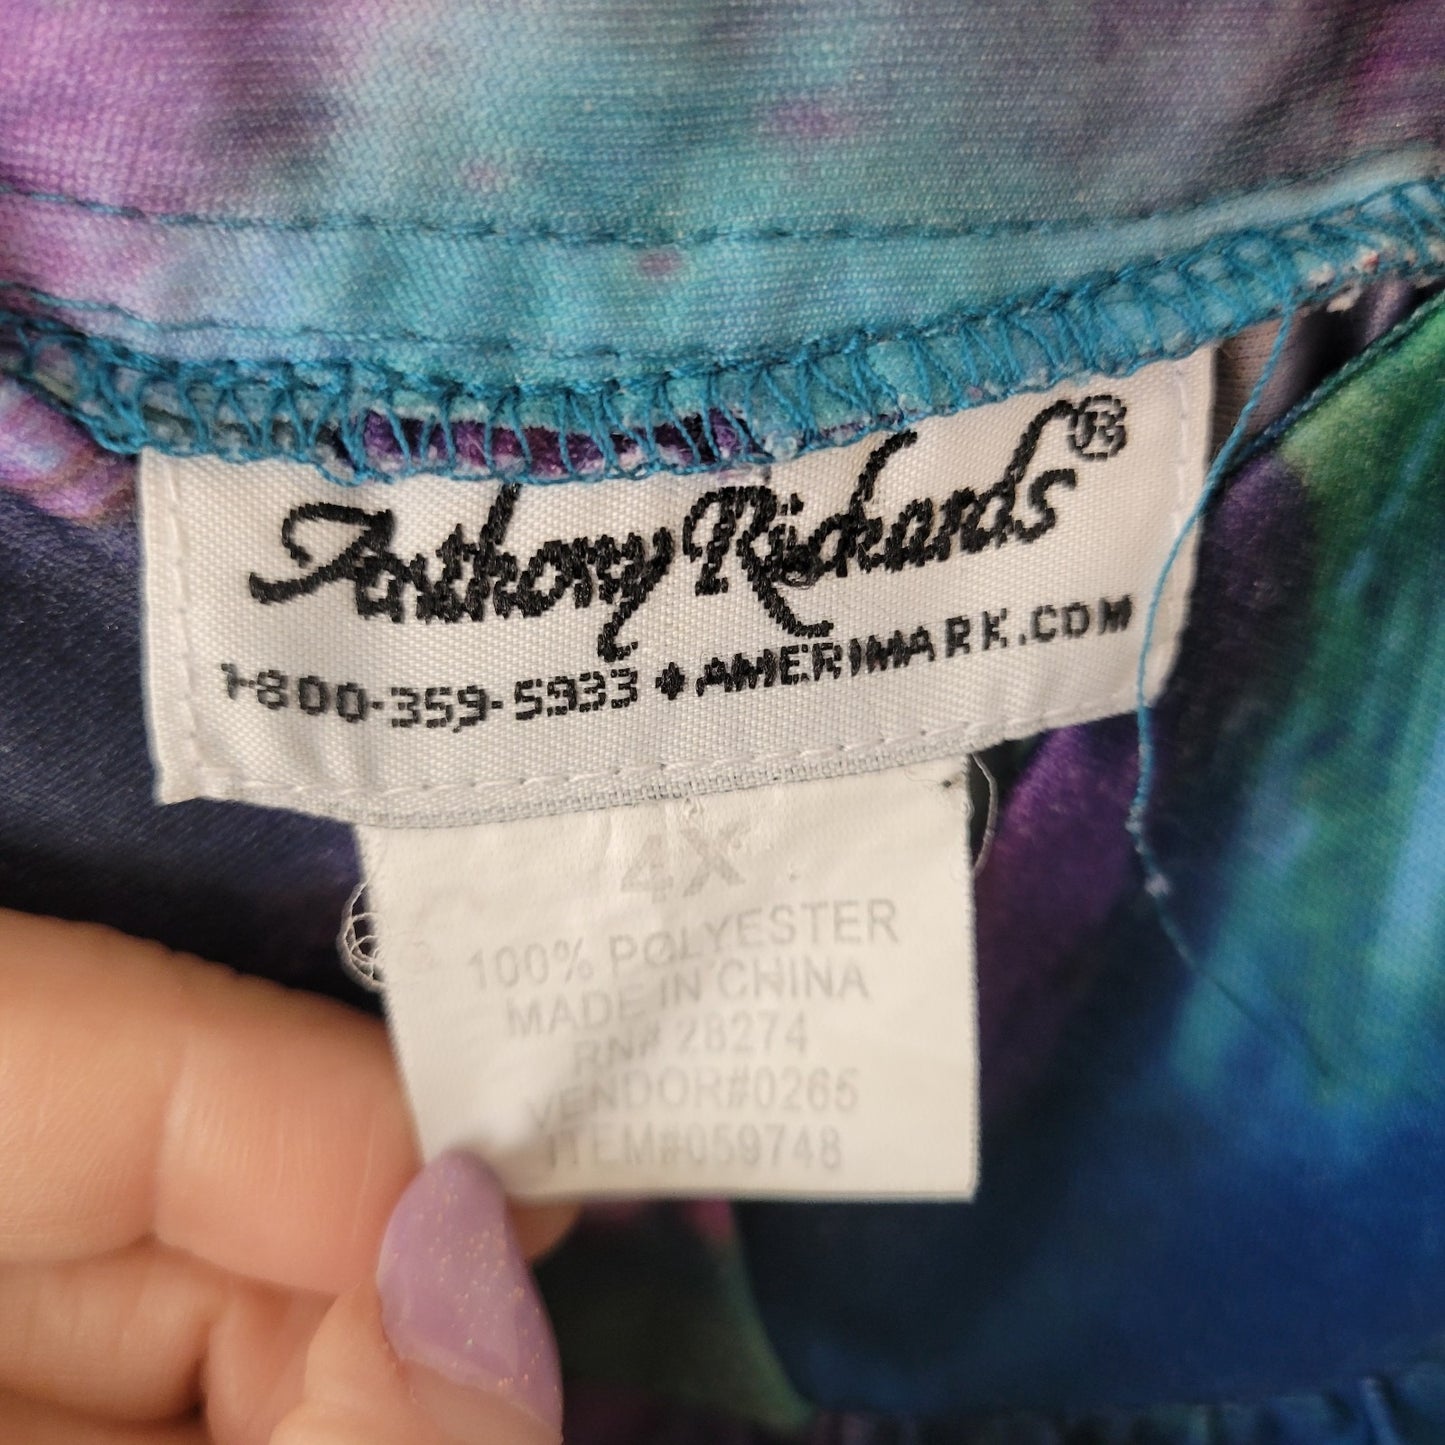 Anthony Richards®
1-800-359-5933 ♦ AMERIMARK.COM
4X
100% POLYESTER
MADE IN CHINA
RN# 28274
VENDOR#0265
ITEM#059748